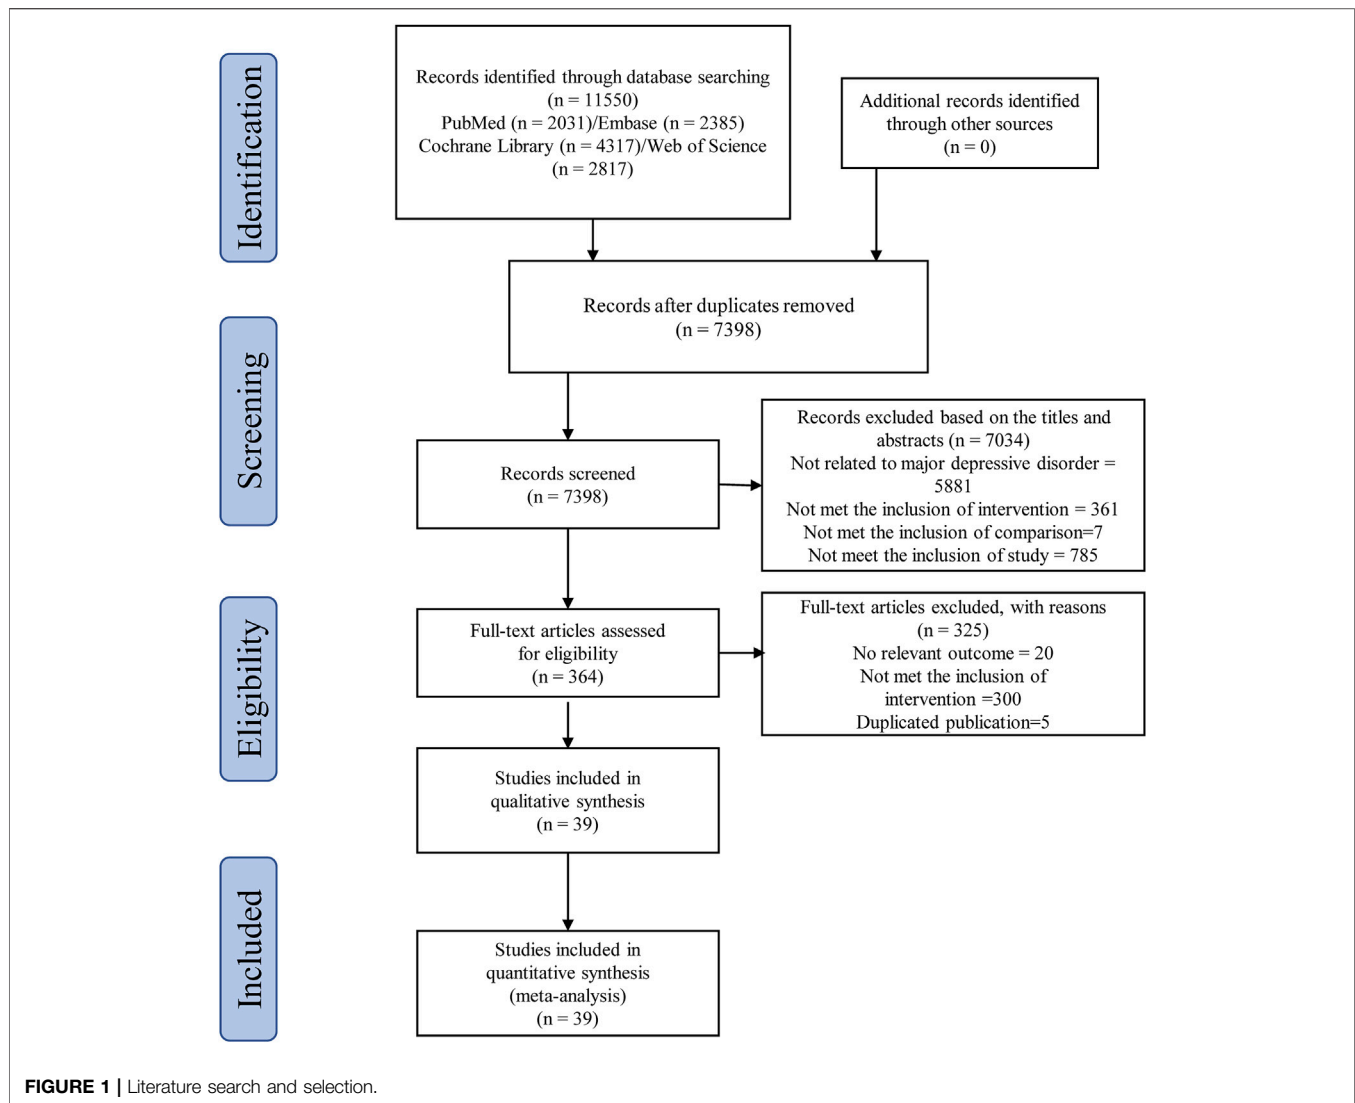 Identification
Records identified through database searching
(n = 11550)
PubMed (n = 2031)/Embase (n = 2385)
Cochrane Library (n = 4317)/Web of Science
(n = 2817)
Additional records identified
through other sources
(n = 0)
Records after duplicates removed
(n = 7398)
Screening
Records screened
(n = 7398)
Records excluded based on the titles and
abstracts (n = 7034)
Not related to major depressive disorder =
5881
Not met the inclusion of intervention = 361
Not met the inclusion of comparison=7
Not meet the inclusion of study = 785
Eligibility
Full-text articles assessed
for eligibility
(n = 364)
Full-text articles excluded, with reasons
(n = 325)
No relevant outcome = 20
Not met the inclusion of
intervention =300
Duplicated publication=5
Studies included in
qualitative synthesis
(n = 39)
Included
Studies included in
quantitative synthesis
(meta-analysis)
(n = 39)
FIGURE 1 | Literature search and selection.